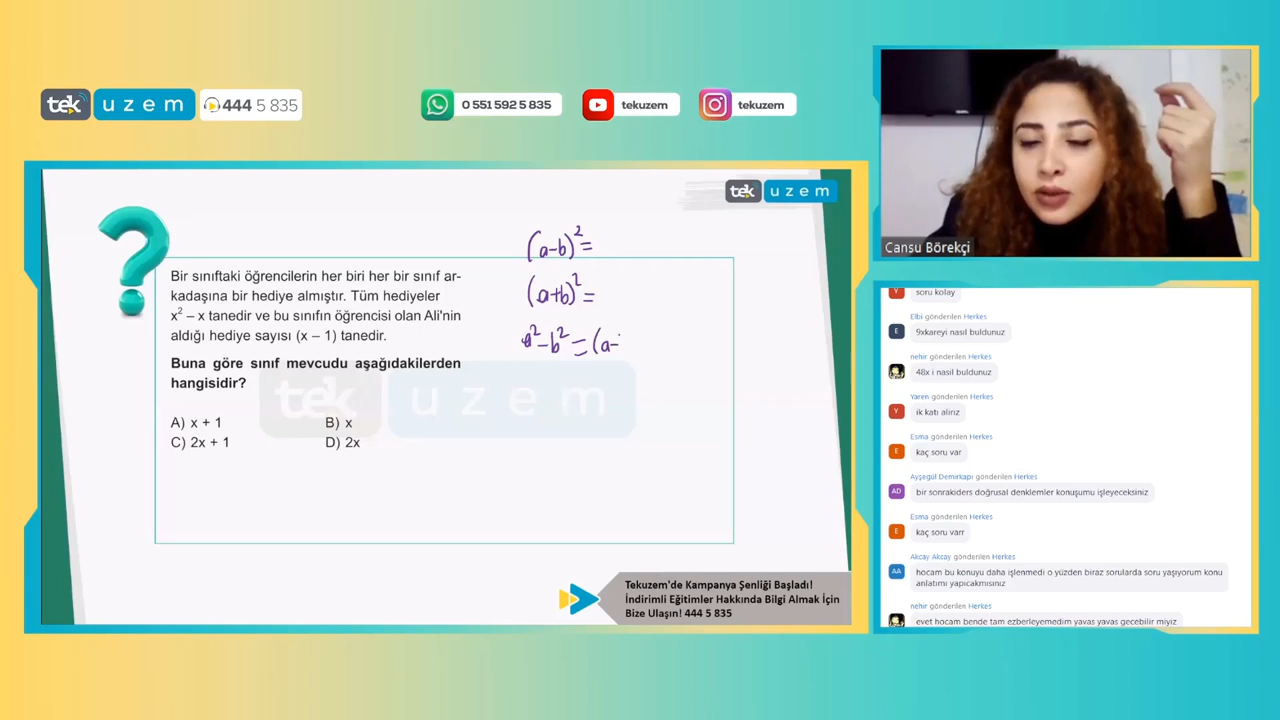 tek uzem 444 5 835
0 551 592 5 835
tekuzem
tekuzem
tek uzem
Bir sınıftaki öğrencilerin her biri her bir sınıf ar-
kadaşına bir hediye almıştır. Tüm hediyeler
x² – x tanedir ve bu sınıfın öğrencisi olan Ali'nin
aldığı hediye sayısı (x – 1) tanedir.
Buna göre sınıf mevcudu aşağıdakilerden
hangisidir?
A) x + 1 B) x
C) 2x + 1 D) 2x
(a-b)² =
(a+b)² =
a² - b² = (a-
tek uzem
Tekuzem'de Kampanya Şenliği Başladı!
İndirimli Eğitimler Hakkında Bilgi Almak İçin
Bize Ulaşın! 444 5 835
Cansu Börekçi
soru kolay
Elbi gönderilen Herkes
E 9xkareyi nasıl buldunuz
nehir gönderilen Herkes
48x i nasıl buldunuz
Yaren gönderilen Herkes
Y ik katı alırız
Esma gönderilen Herkes
E kaç soru var
Ayşegül Demirkapı gönderilen Herkes
AD bir sonrakiders doğrusal denklemler konuşumu işleyeceksiniz
Esma gönderilen Herkes
E kaç soru varr
Akcay Akcay gönderilen Herkes
AA hocam bu konuyu daha işlenmedi o yüzden biraz sorularda soru yaşıyorum konu
anlatımı yapıcakmısınız
nehir gönderilen Herkes
evet hocam bende tam ezberleyemedim yavas yavas gecebilir miyiz